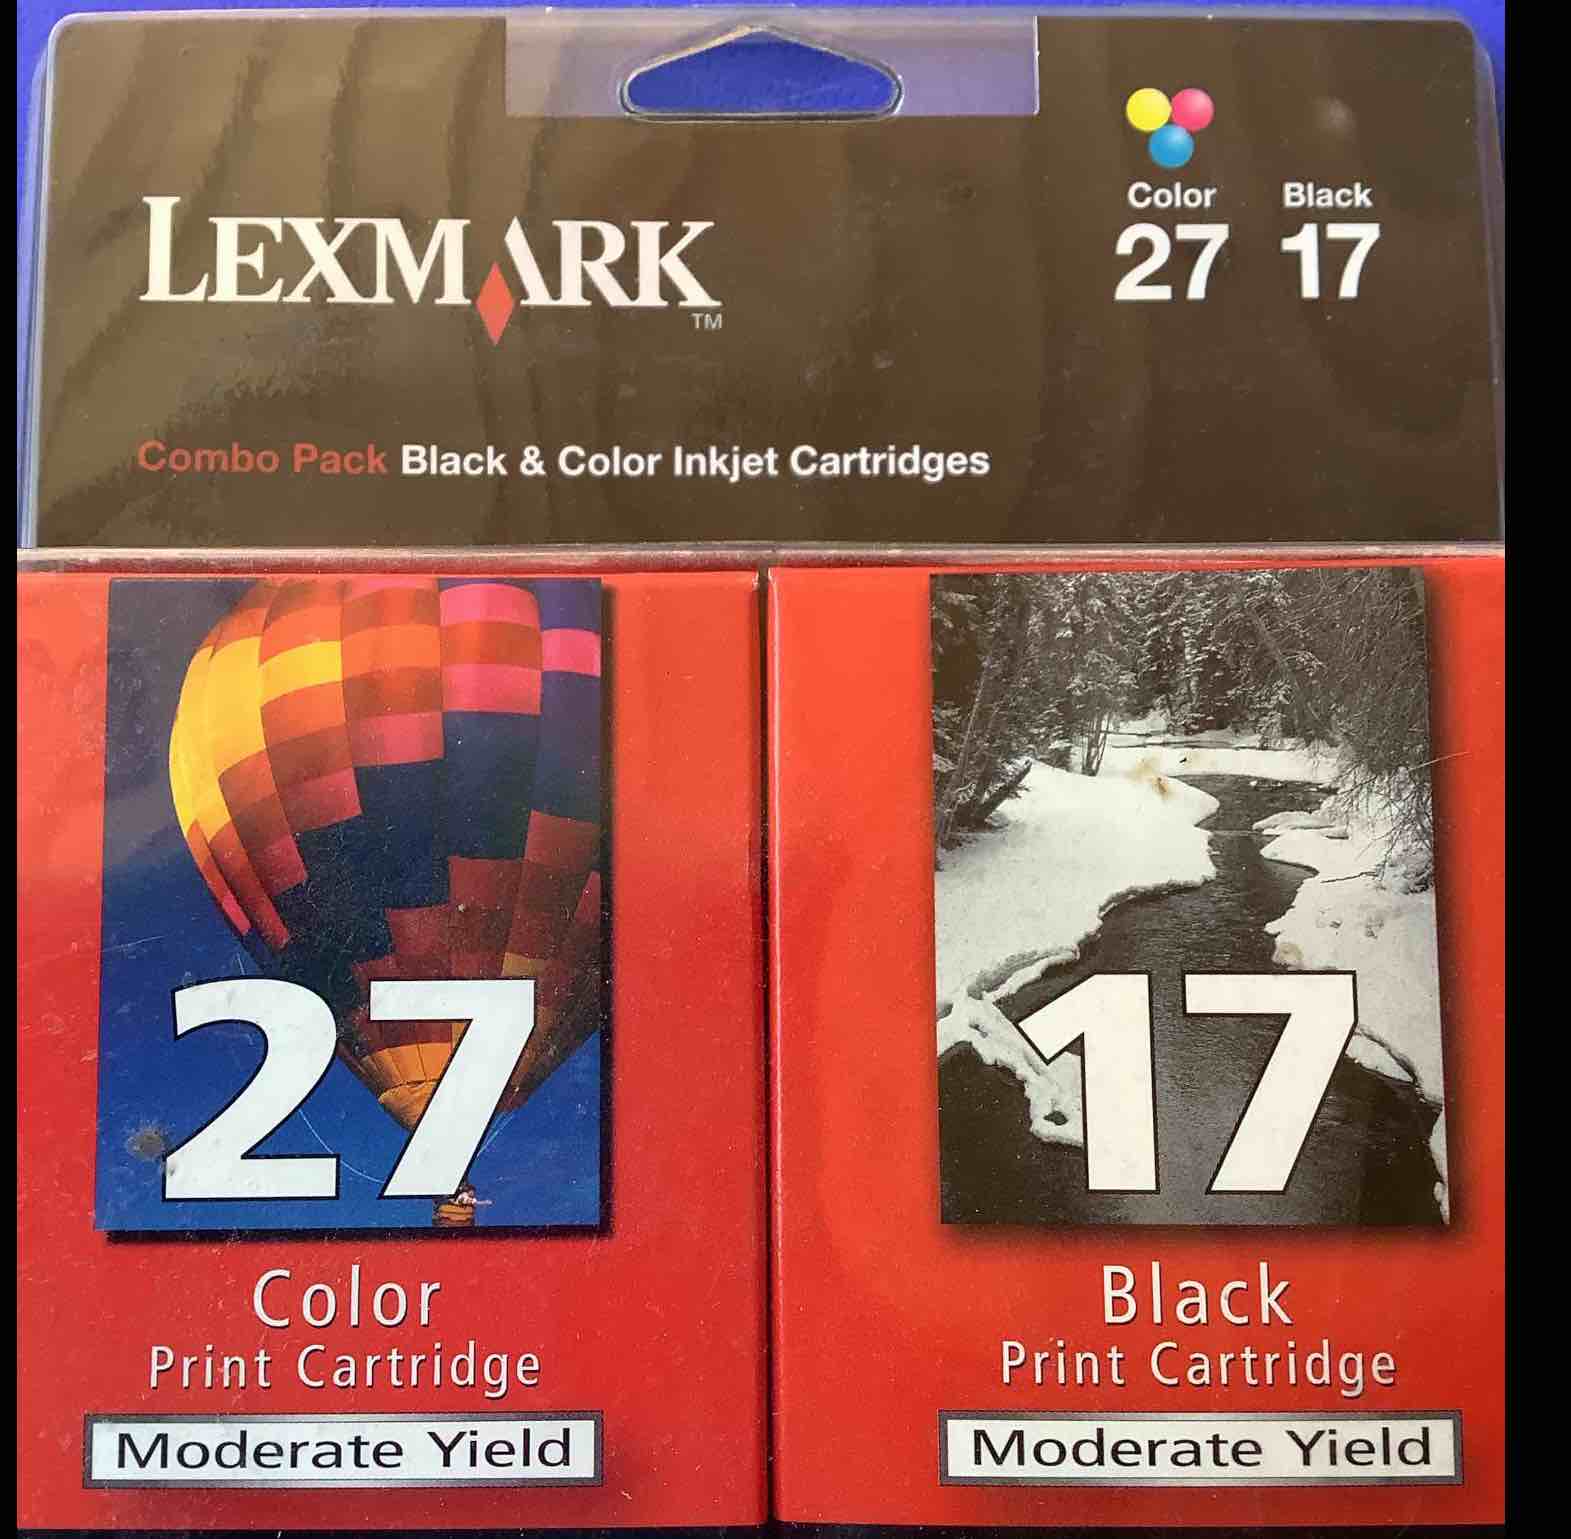 Color Black
27 17
LEXMARK
TM
Combo Pack Black & Color Inkjet Cartridges
27
Color
Print Cartridge
Moderate Yield
17
Black
Print Cartridge
Moderate Yield